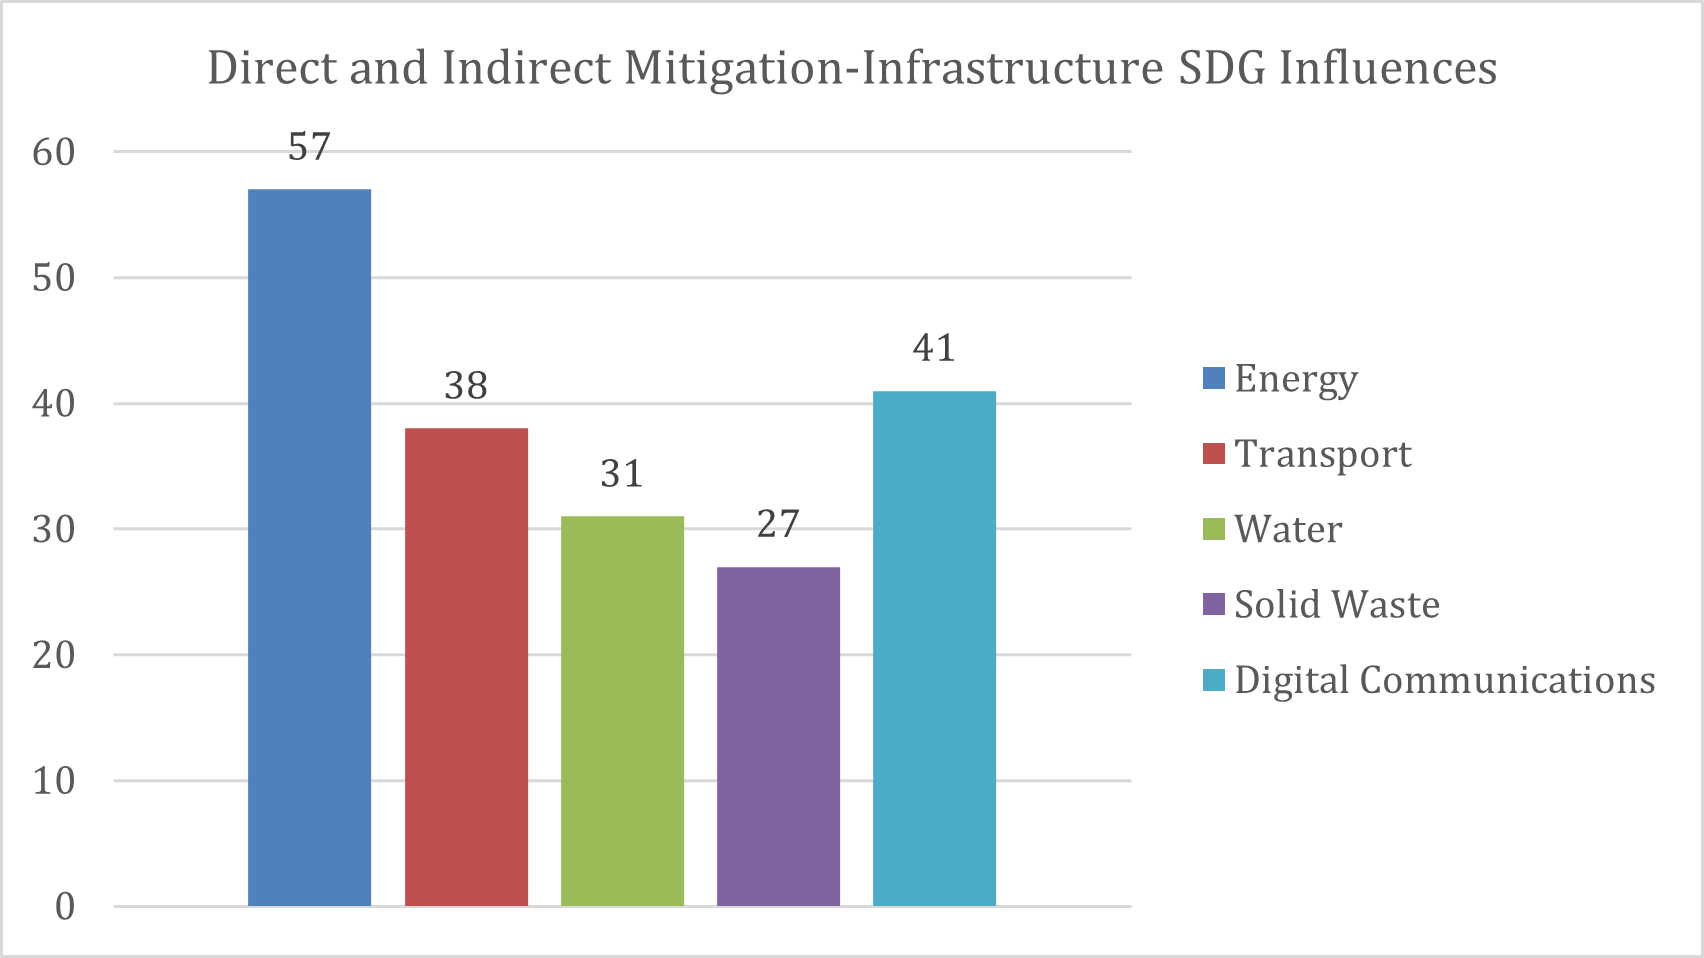 Direct and Indirect Mitigation-Infrastructure SDG Influences
60
50
40
30
20
10
0
57
38
31
27
41
Energy
Transport
Water
Solid Waste
Digital Communications